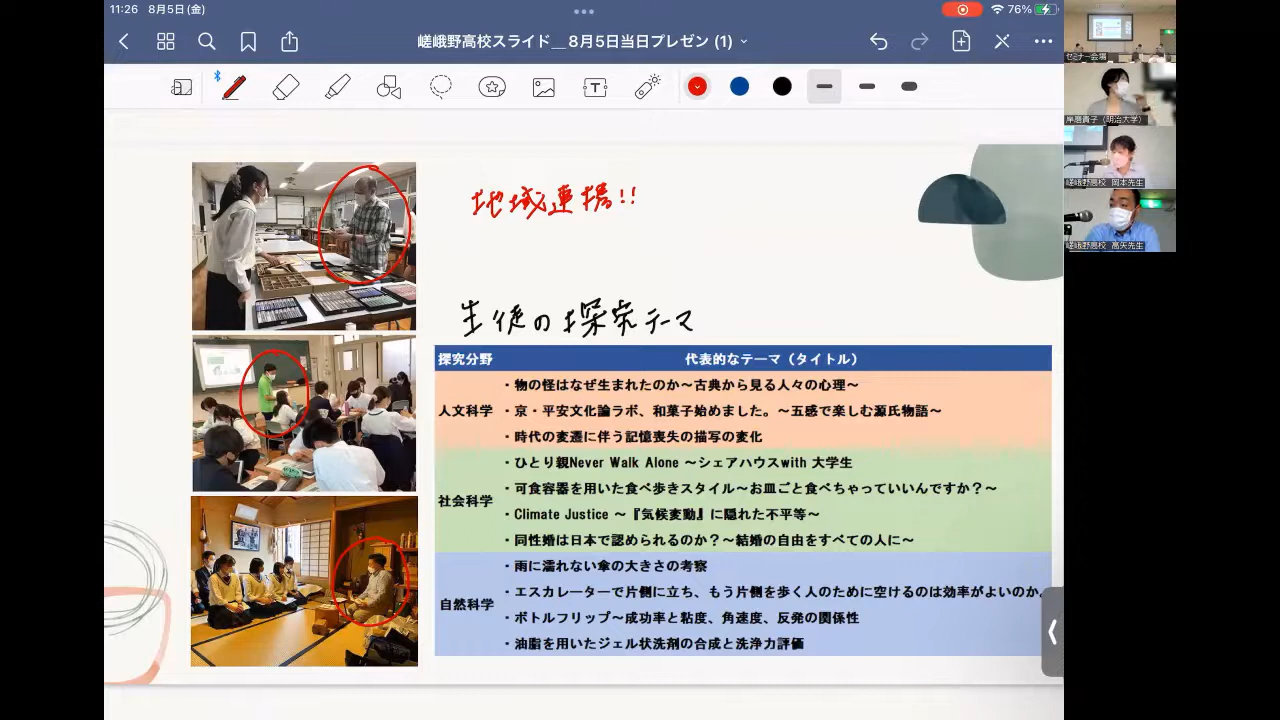 11:26 8月5日(金)
76%
嵯峨野高校スライド__8月5日当日プレゼン (1)
セミナー会場
岸磨貴子（明治大学）
嵯峨野高校 岡本先生
嵯峨野高校 高矢先生
地域連携!!
生徒の探究テーマ
探究分野 代表的なテーマ（タイトル）
人文科学
・物の怪はなぜ生まれたのか〜古典から見る人々の心理〜
・京・平安文化論ラボ、和菓子始めました。〜五感で楽しむ源氏物語〜
・時代の変遷に伴う記憶喪失の描写の変化
社会科学
・ひとり親Never Walk Alone 〜シェアハウスwith 大学生
・可食容器を用いた食べ歩きスタイル〜お皿ごと食べちゃっていいんですか？〜
・Climate Justice 〜『気候変動』に隠れた不平等〜
・同性婚は日本で認められるのか？〜結婚の自由をすべての人に〜
自然科学
・雨に濡れない傘の大きさの考察
・エスカレーターで片側に立ち、もう片側を歩く人のために空けるのは効率がよいのか
・ボトルフリップ〜成功率と粘度、角速度、反発の関係性
・油脂を用いたジェル状洗剤の合成と洗浄力評価